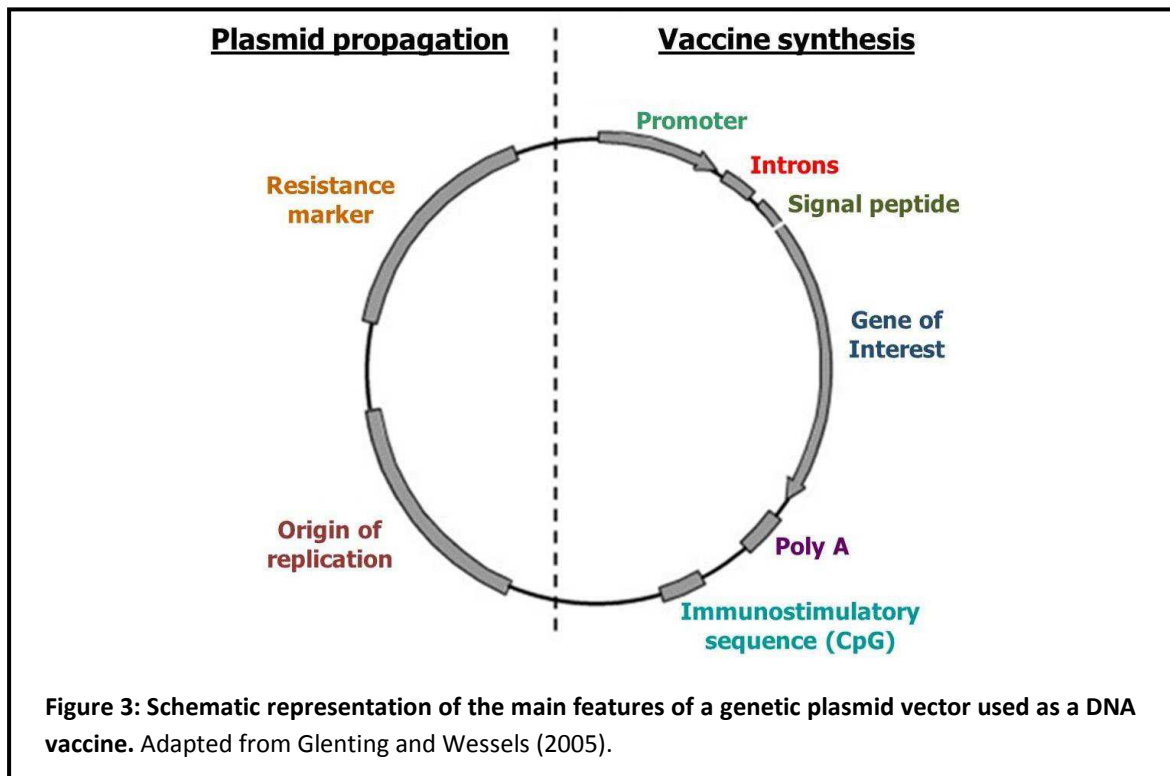 Plasmid propagation
Vaccine synthesis
Promoter
Introns
Signal peptide
Resistance
marker
Gene of
Interest
Origin of
replication
Poly A
Immunostimulatory
sequence (CpG)
Figure 3: Schematic representation of the main features of a genetic plasmid vector used as a DNA
vaccine. Adapted from Glenting and Wessels (2005).